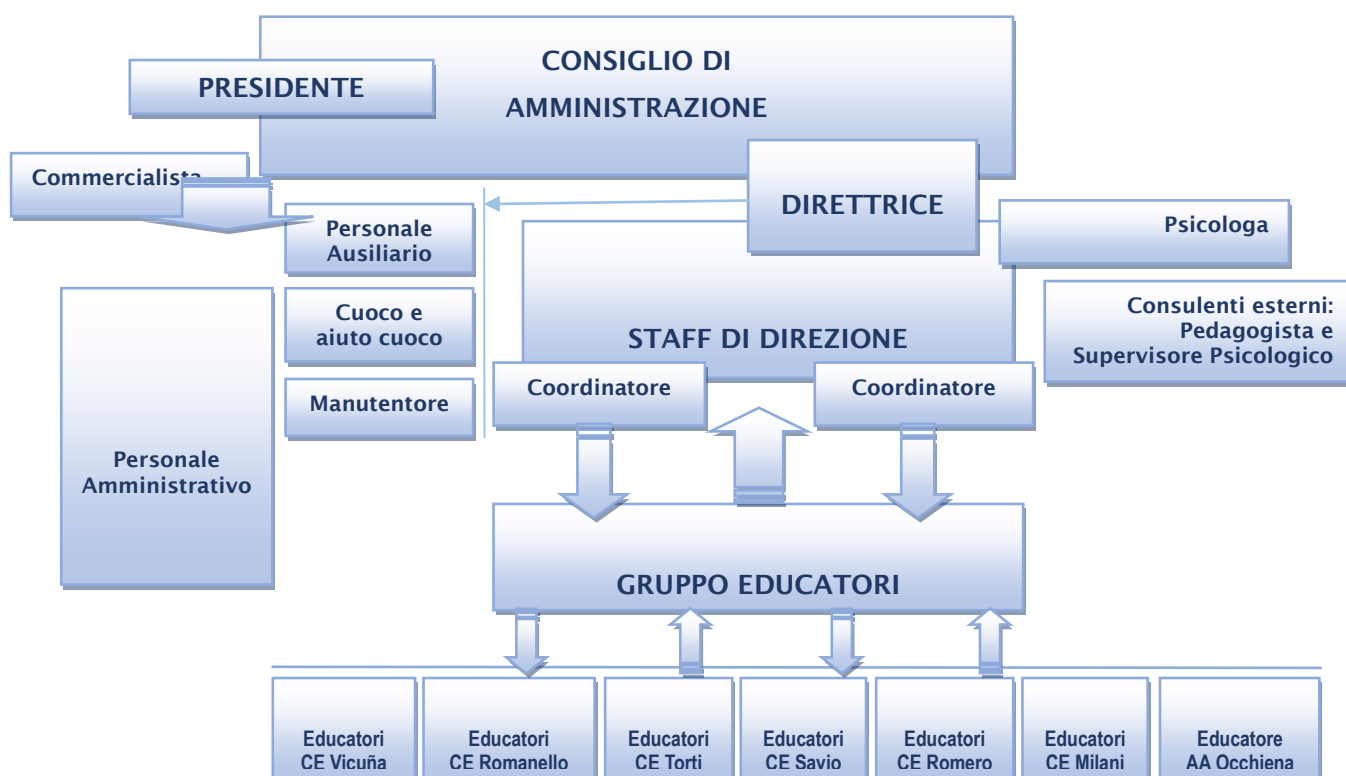 CONSIGLIO DI
AMMINISTRAZIONE
PRESIDENTE
Commercialista
DIRETTRICE
Psicologa
Personale
Ausiliario
Consulenti esterni:
Pedagogista e
Supervisore Psicologico
Cuoco e
aiuto cuoco
STAFF DI DIREZIONE
Coordinatore
Coordinatore
Manutentore
Personale
Amministrativo
GRUPPO EDUCATORI
Educatori
CE Vicuña
Educatori
CE Romanello
Educatori
CE Torti
Educatori
CE Savio
Educatori
CE Romero
Educatori
CE Milani
Educatore
AA Occhiena